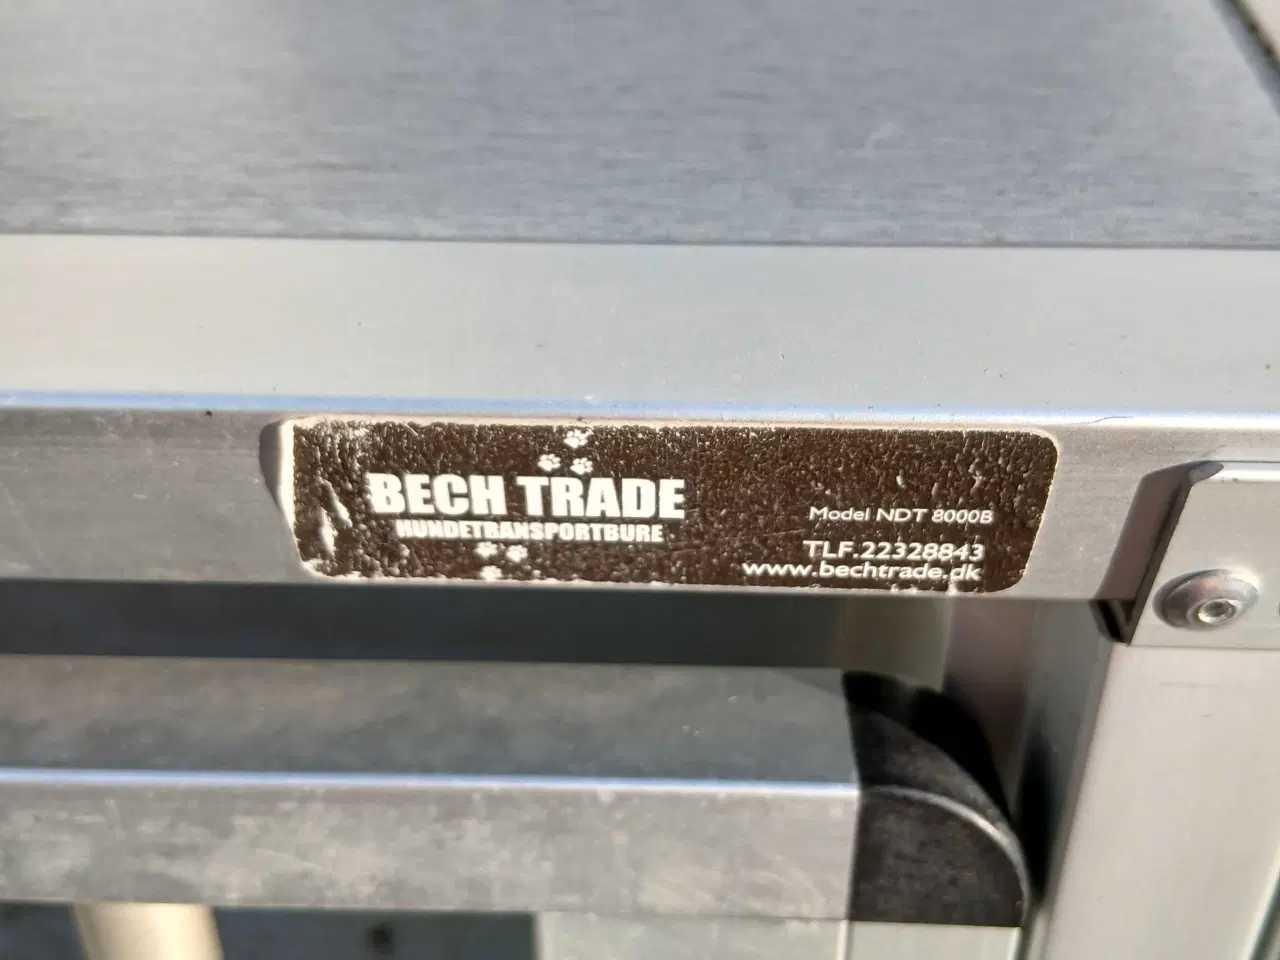 BECH TRADE
HUNDETRANSPORTBURE
Model NDT 8000B
TLF.22328843
www.bechtrade.dk